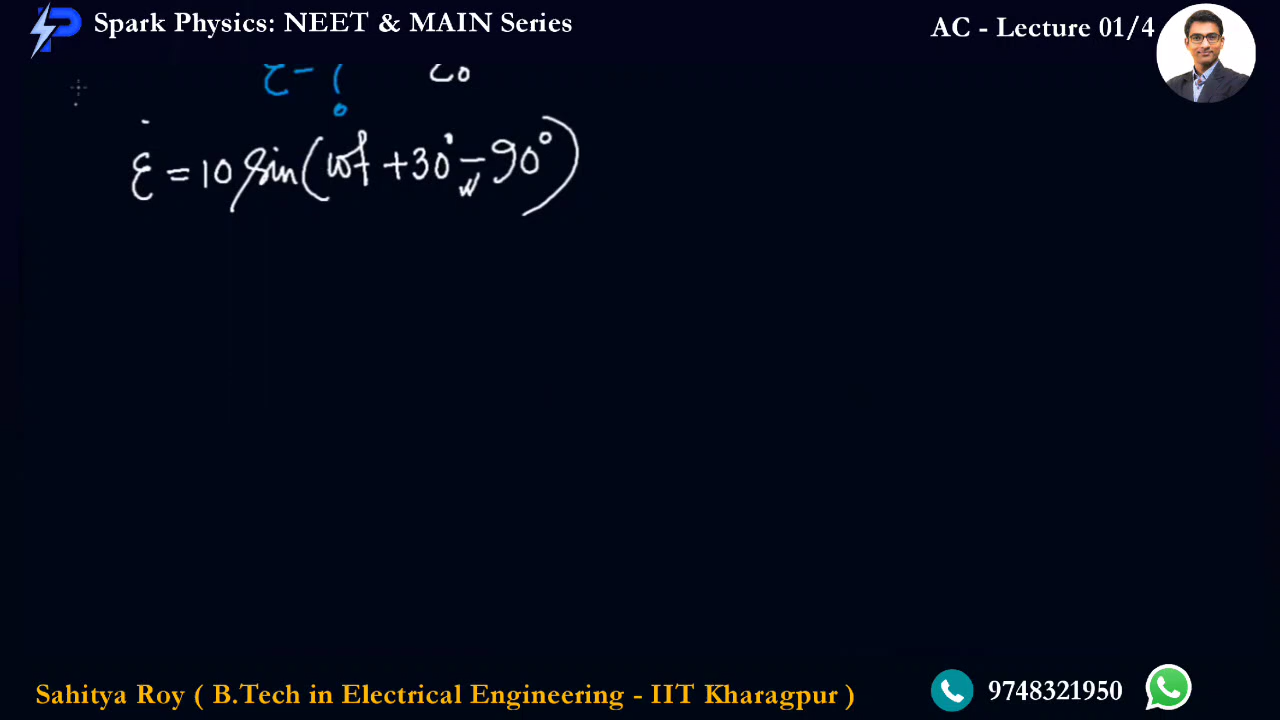 Spark Physics: NEET & MAIN Series
AC - Lecture 01/4
ε = 10 sin(ωt + 30° - 90°)
Sahitya Roy ( B.Tech in Electrical Engineering - IIT Kharagpur )
9748321950